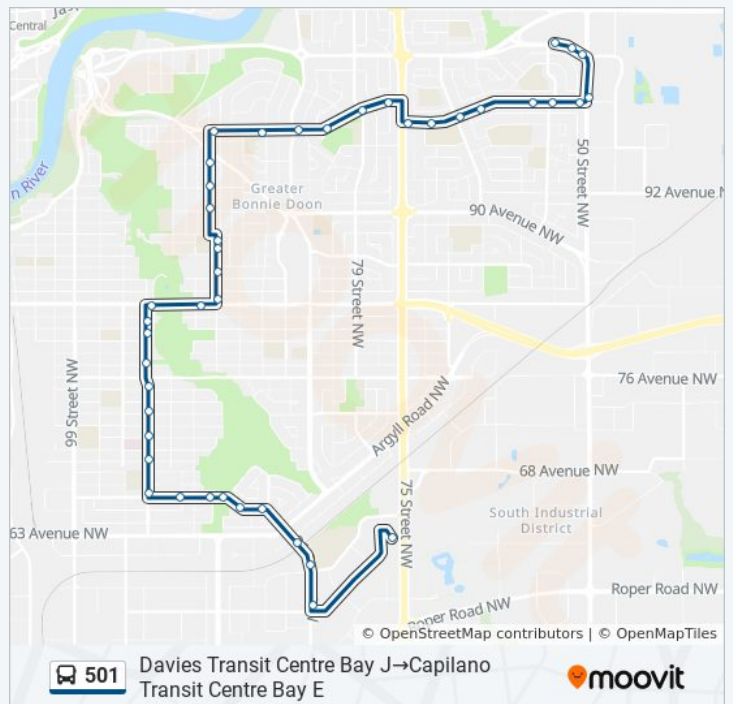 Central
Jasp
n River
Greater
Bonnie Doon
50 Street NW
92 Avenue N
90 Avenue NW
79 Street NW
99 Street NW
76 Avenue NW
Argyll Road NW
68 Avenue NW
75 Street NW
South Industrial
District
63 Avenue NW
Roper Road NW
Roper Road NW
© OpenStreetMap contributors | © OpenMapTiles
501
Davies Transit Centre Bay J→Capilano
Transit Centre Bay E
moovit